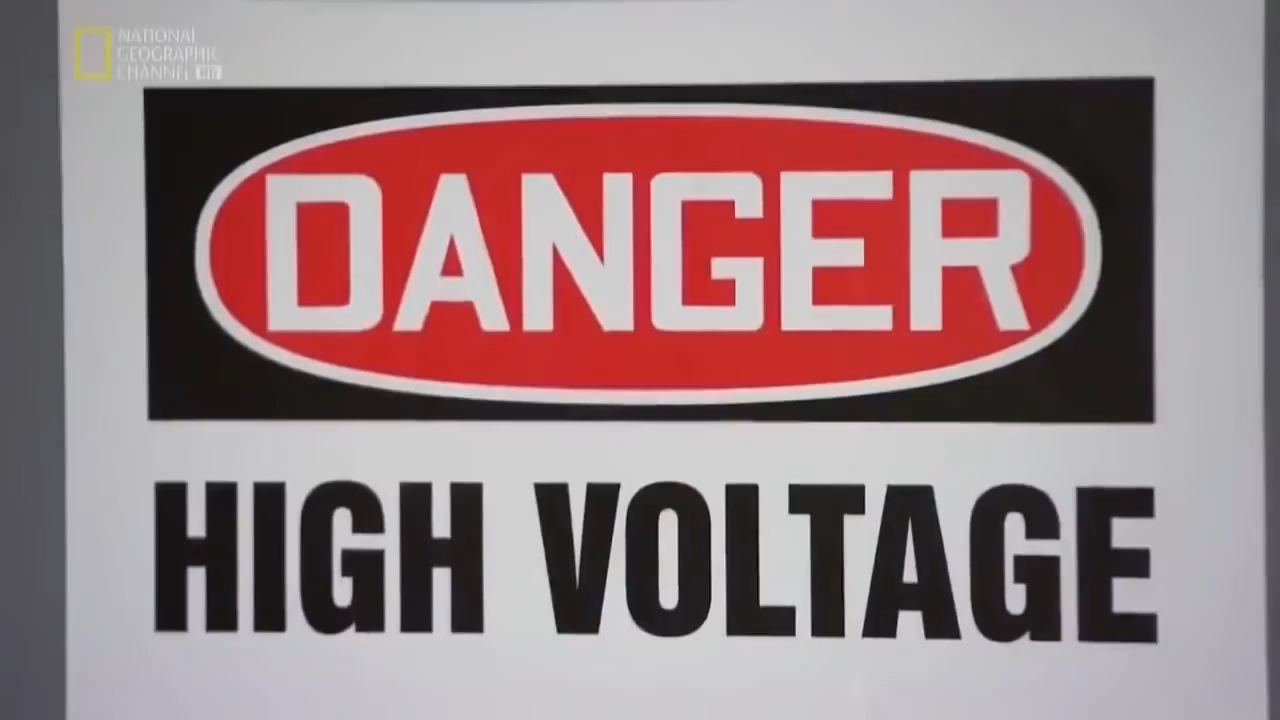 NATIONAL
GEOGRAPHIC
CHANNEL HD
DANGER
HIGH VOLTAGE